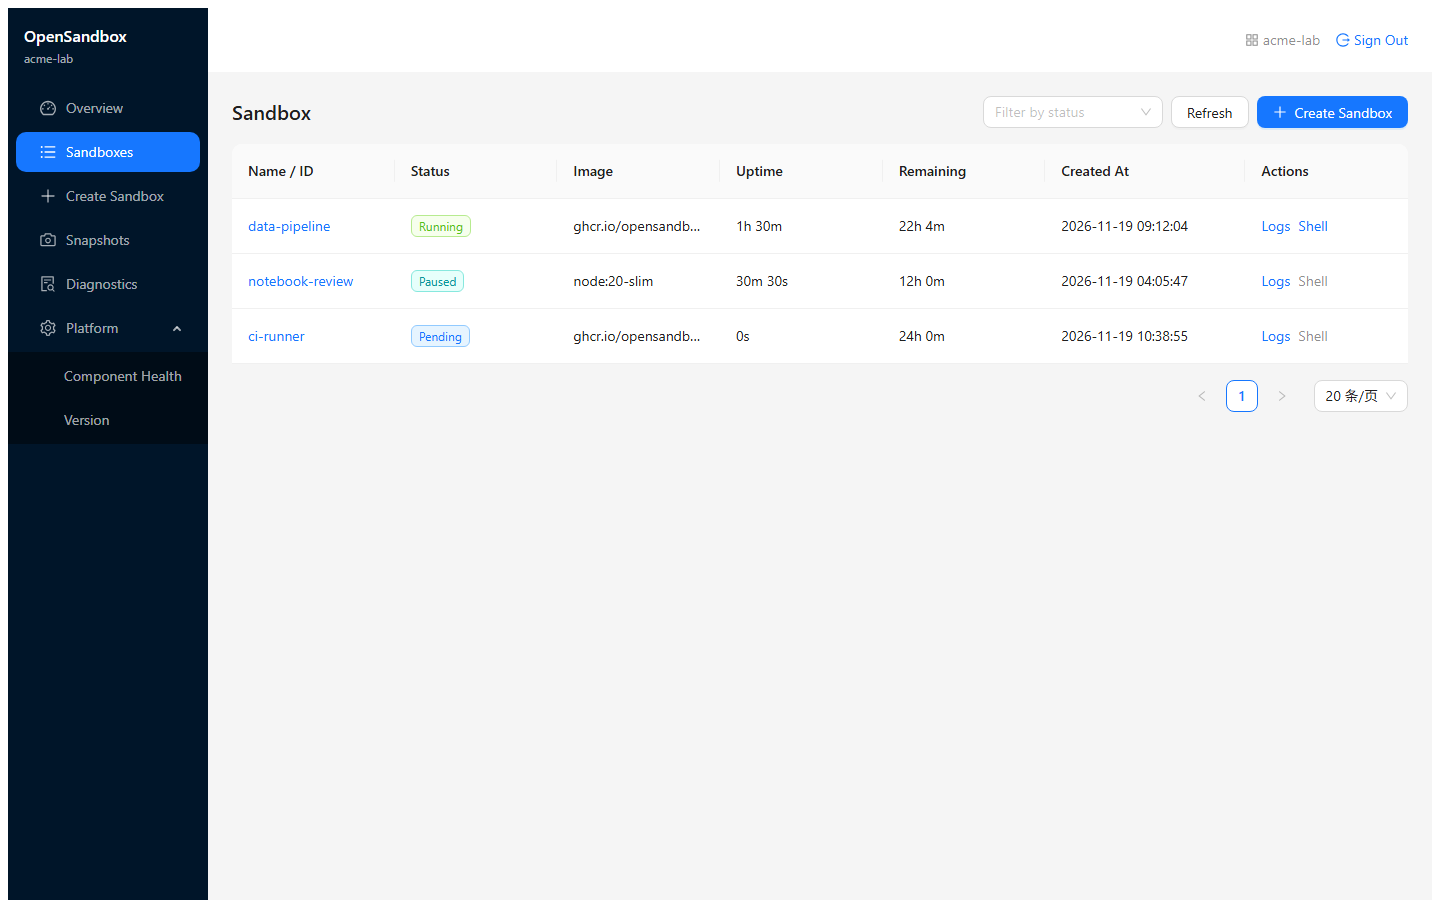 OpenSandbox
acme-lab
Overview
Sandboxes
Create Sandbox
Snapshots
Diagnostics
Platform
Component Health
Version
acme-lab Sign Out
Sandbox
Filter by status Refresh Create Sandbox
Name / ID Status Image Uptime Remaining Created At Actions
data-pipeline Running ghcr.io/opensandb... 1h 30m 22h 4m 2026-11-19 09:12:04 Logs Shell
notebook-review Paused node:20-slim 30m 30s 12h 0m 2026-11-19 04:05:47 Logs Shell
ci-runner Pending ghcr.io/opensandb... 0s 24h 0m 2026-11-19 10:38:55 Logs Shell
1 20 条/页